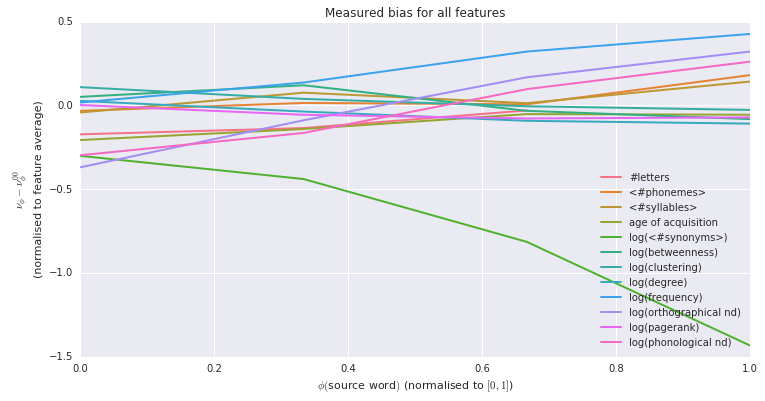 Measured bias for all features
0.5
0.0
−0.5
−1.0
−1.5
ν_ϕ − ν_ϕ^00
(normalised to feature average)
#letters
<#phonemes>
<#syllables>
age of acquisition
log(<#synonyms>)
log(betweenness)
log(clustering)
log(degree)
log(frequency)
log(orthographical nd)
log(pagerank)
log(phonological nd)
0.0 0.2 0.4 0.6 0.8 1.0
ϕ(source word) (normalised to [0, 1])